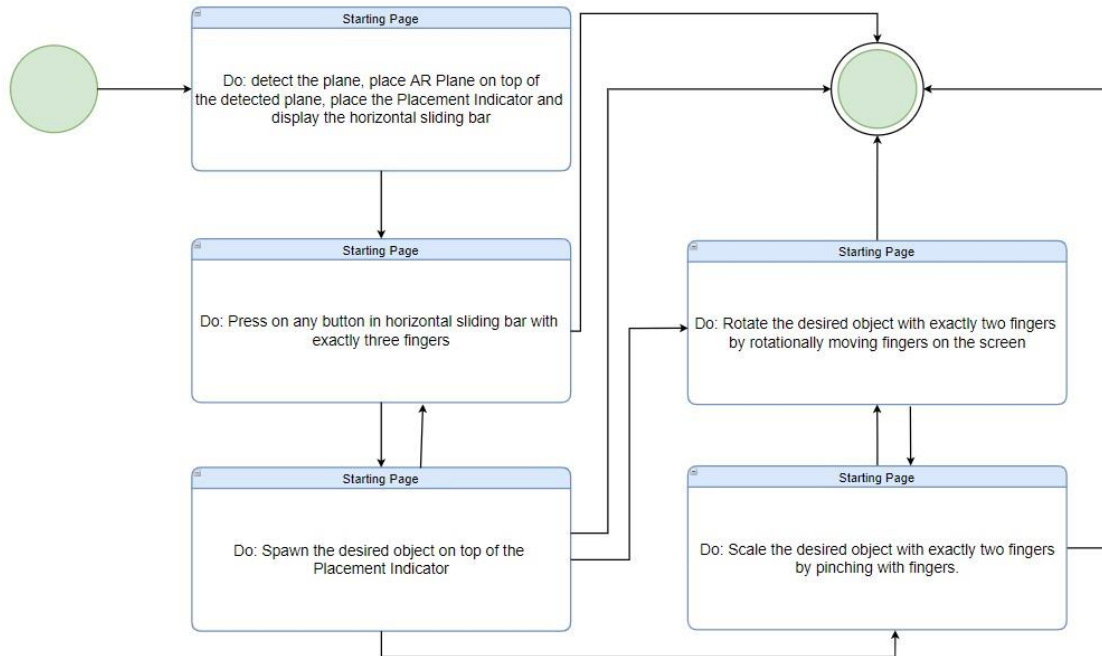 Starting Page
Do: detect the plane, place AR Plane on top of
the detected plane, place the Placement Indicator and
display the horizontal sliding bar
Starting Page
Do: Press on any button in horizontal sliding bar with
exactly three fingers
Starting Page
Do: Rotate the desired object with exactly two fingers
by rotationally moving fingers on the screen
Starting Page
Do: Spawn the desired object on top of the
Placement Indicator
Starting Page
Do: Scale the desired object with exactly two fingers
by pinching with fingers.